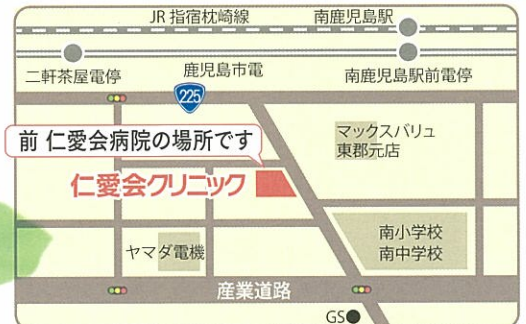 JR 指宿枕崎線
南鹿児島駅
二軒茶屋電停
鹿児島市電
南鹿児島駅前電停
225
前 仁愛会病院の場所です
マックスバリュ
東郡元店
仁愛会クリニック
南小学校
南中学校
ヤマダ電機
産業道路
GS